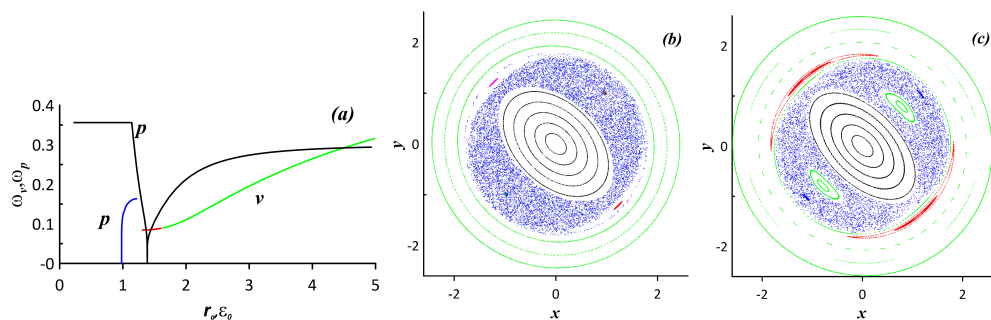 (a)
ω_v,ω_p
0.4
0.3
0.2
0.1
-0
p
p
v
0 1 2 3 4 5
r_o,ε_0
(b)
y
2
0
-2
-2 0 2
x
(c)
y
2
0
-2
-2 0 2
x